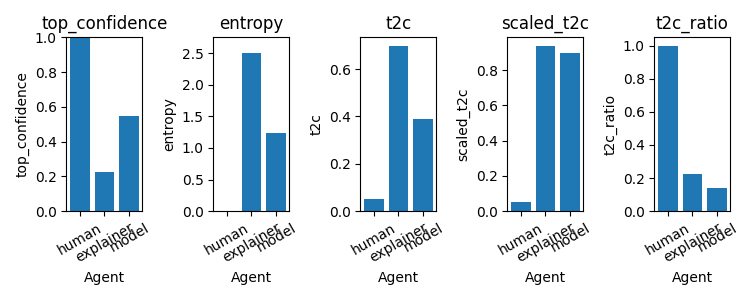 top_confidence entropy t2c scaled_t2c t2c_ratio
top_confidence
1.0
0.8
0.6
0.4
0.2
0.0
human explainer model
Agent
entropy
2.5
2.0
1.5
1.0
0.5
0.0
human explainer model
Agent
t2c
0.6
0.4
0.2
0.0
human explainer model
Agent
scaled_t2c
0.8
0.6
0.4
0.2
0.0
human explainer model
Agent
t2c_ratio
1.0
0.8
0.6
0.4
0.2
0.0
human explainer model
Agent